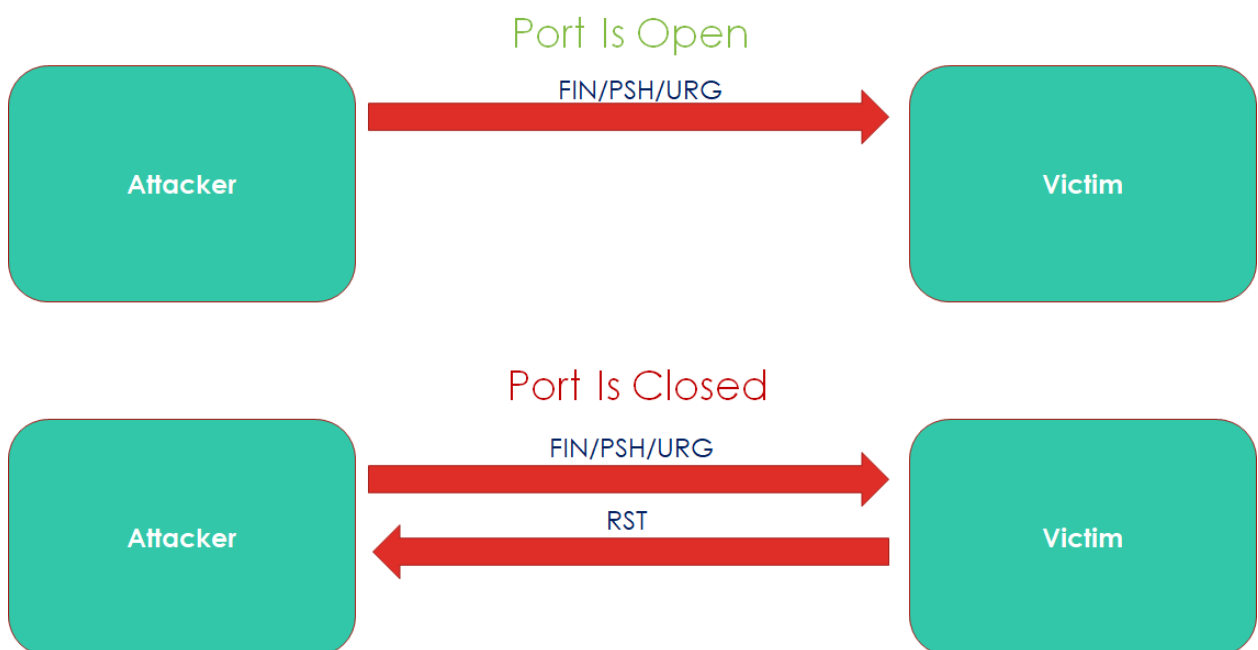 Port Is Open
FIN/PSH/URG
Attacker
Victim
Port Is Closed
FIN/PSH/URG
RST
Attacker
Victim